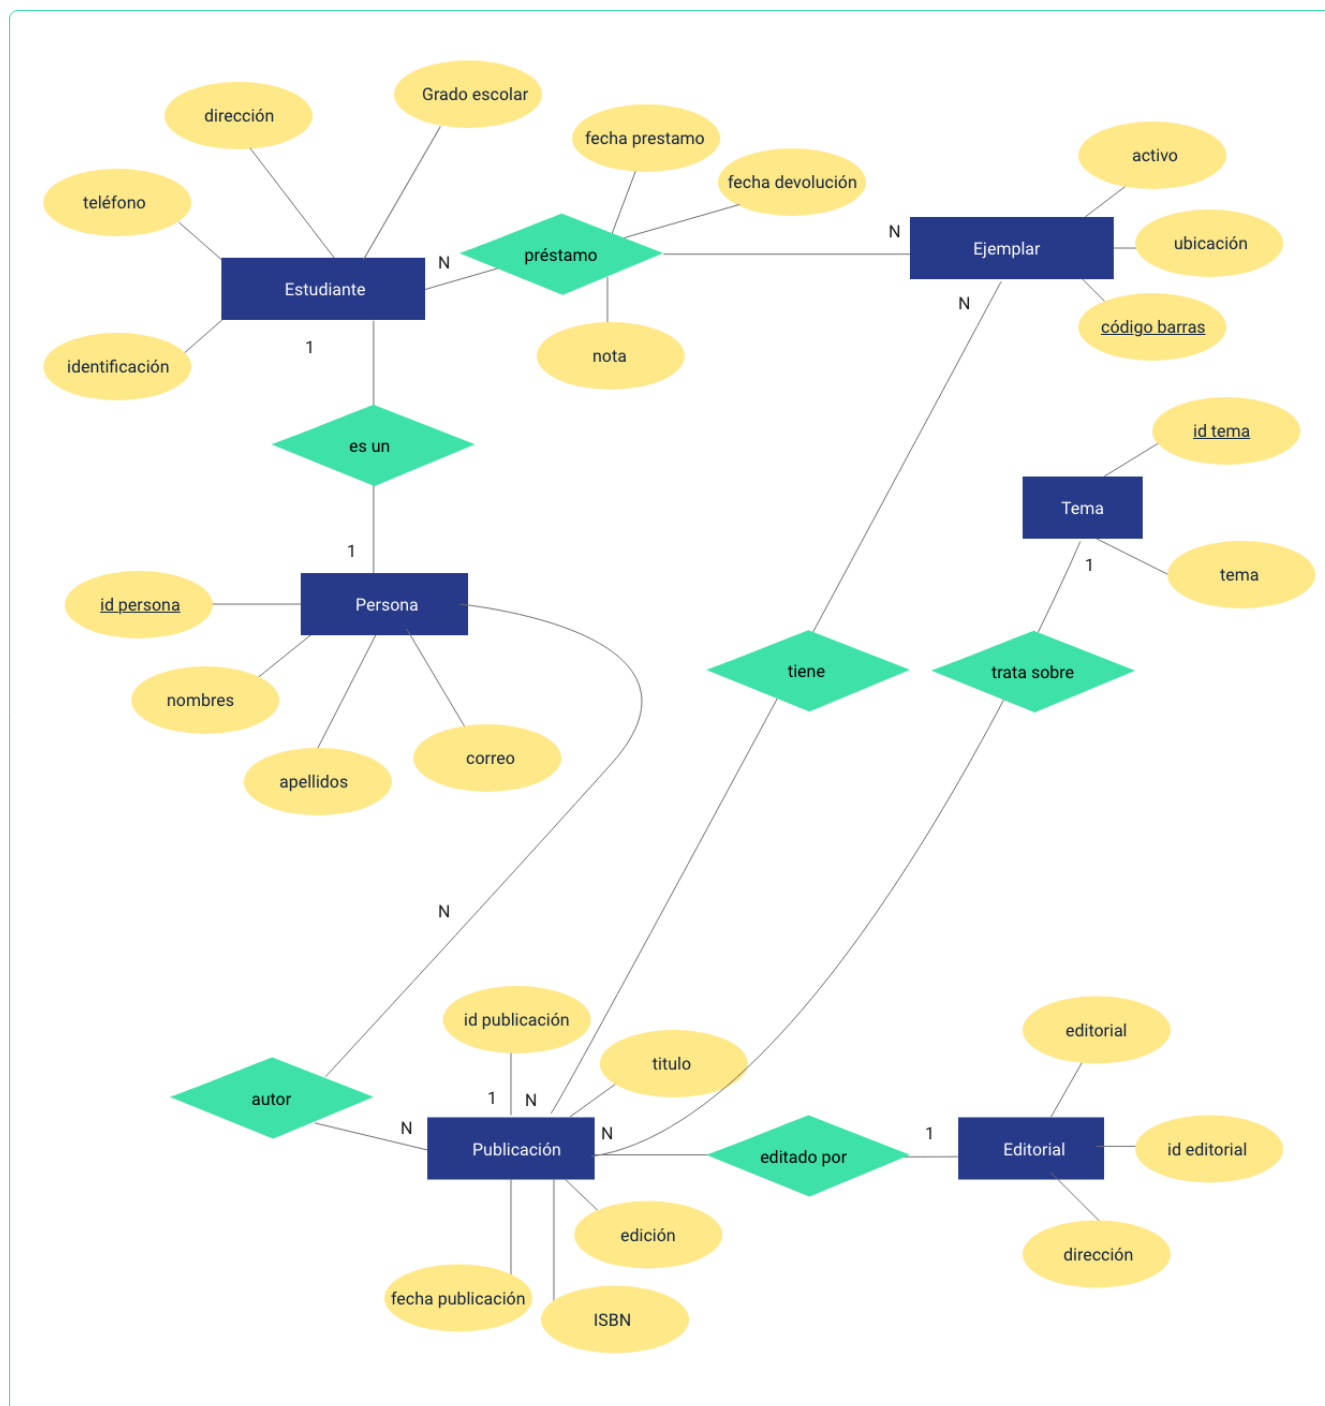 Grado escolar
dirección
fecha prestamo
activo
fecha devolución
teléfono
N
ubicación
préstamo
Ejemplar
N
Estudiante
N
código barras
1
nota
identificación
id tema
es un
Tema
1
1
tema
id persona
Persona
tiene
trata sobre
nombres
correo
apellidos
N
id publicación
editorial
titulo
1
N
autor
N
N
1
Publicación
editado por
Editorial
id editorial
edición
dirección
fecha publicación
ISBN